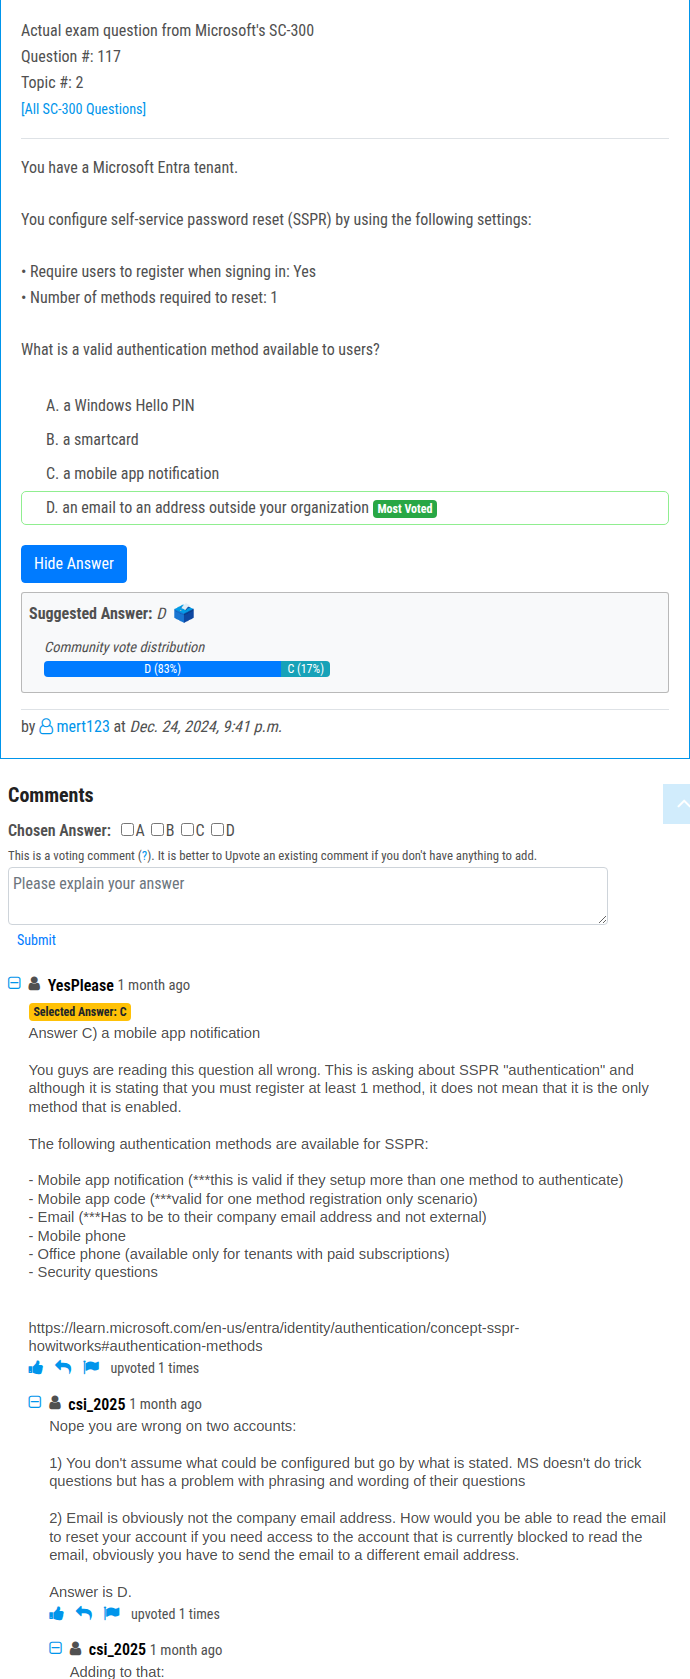 Actual exam question from Microsoft's SC-300
Question #: 117
Topic #: 2
[All SC-300 Questions]
You have a Microsoft Entra tenant.
You configure self-service password reset (SSPR) by using the following settings:
• Require users to register when signing in: Yes
• Number of methods required to reset: 1
What is a valid authentication method available to users?
A. a Windows Hello PIN
B. a smartcard
C. a mobile app notification
D. an email to an address outside your organization Most Voted
Hide Answer
Suggested Answer: D
Community vote distribution
D (83%) C (17%)
by mert123 at Dec. 24, 2024, 9:41 p.m.
Comments
Chosen Answer: A B C D
This is a voting comment (?). It is better to Upvote an existing comment if you don't have anything to add.
Please explain your answer
Submit
YesPlease 1 month ago
Selected Answer: C
Answer C) a mobile app notification
You guys are reading this question all wrong. This is asking about SSPR "authentication" and
although it is stating that you must register at least 1 method, it does not mean that it is the only
method that is enabled.
The following authentication methods are available for SSPR:
- Mobile app notification (***this is valid if they setup more than one method to authenticate)
- Mobile app code (***valid for one method registration only scenario)
- Email (***Has to be to their company email address and not external)
- Mobile phone
- Office phone (available only for tenants with paid subscriptions)
- Security questions
https://learn.microsoft.com/en-us/entra/identity/authentication/concept-sspr-
howitworks#authentication-methods
upvoted 1 times
csi_2025 1 month ago
Nope you are wrong on two accounts:
1) You don't assume what could be configured but go by what is stated. MS doesn't do trick
questions but has a problem with phrasing and wording of their questions
2) Email is obviously not the company email address. How would you be able to read the email
to reset your account if you need access to the account that is currently blocked to read the
email, obviously you have to send the email to a different email address.
Answer is D.
upvoted 1 times
csi_2025 1 month ago
Adding to that: